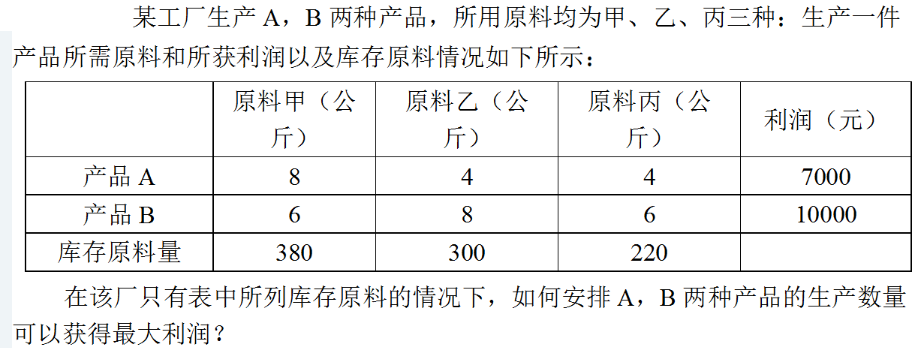 某工厂生产 A，B 两种产品，所用原料均为甲、乙、丙三种：生产一件
产品所需原料和所获利润以及库存原料情况如下所示：
原料甲（公斤） 原料乙（公斤） 原料丙（公斤） 利润（元）
产品 A 8 4 4 7000
产品 B 6 8 6 10000
库存原料量 380 300 220
在该厂只有表中所列库存原料的情况下，如何安排 A，B 两种产品的生产数量
可以获得最大利润？